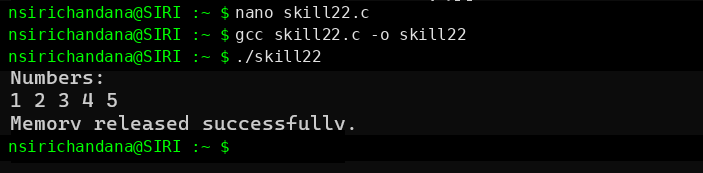 nsirichandana@SIRI :~ $ nano skill22.c
nsirichandana@SIRI :~ $ gcc skill22.c -o skill22
nsirichandana@SIRI :~ $ ./skill22
Numbers:
1 2 3 4 5
Memory released successfully.
nsirichandana@SIRI :~ $